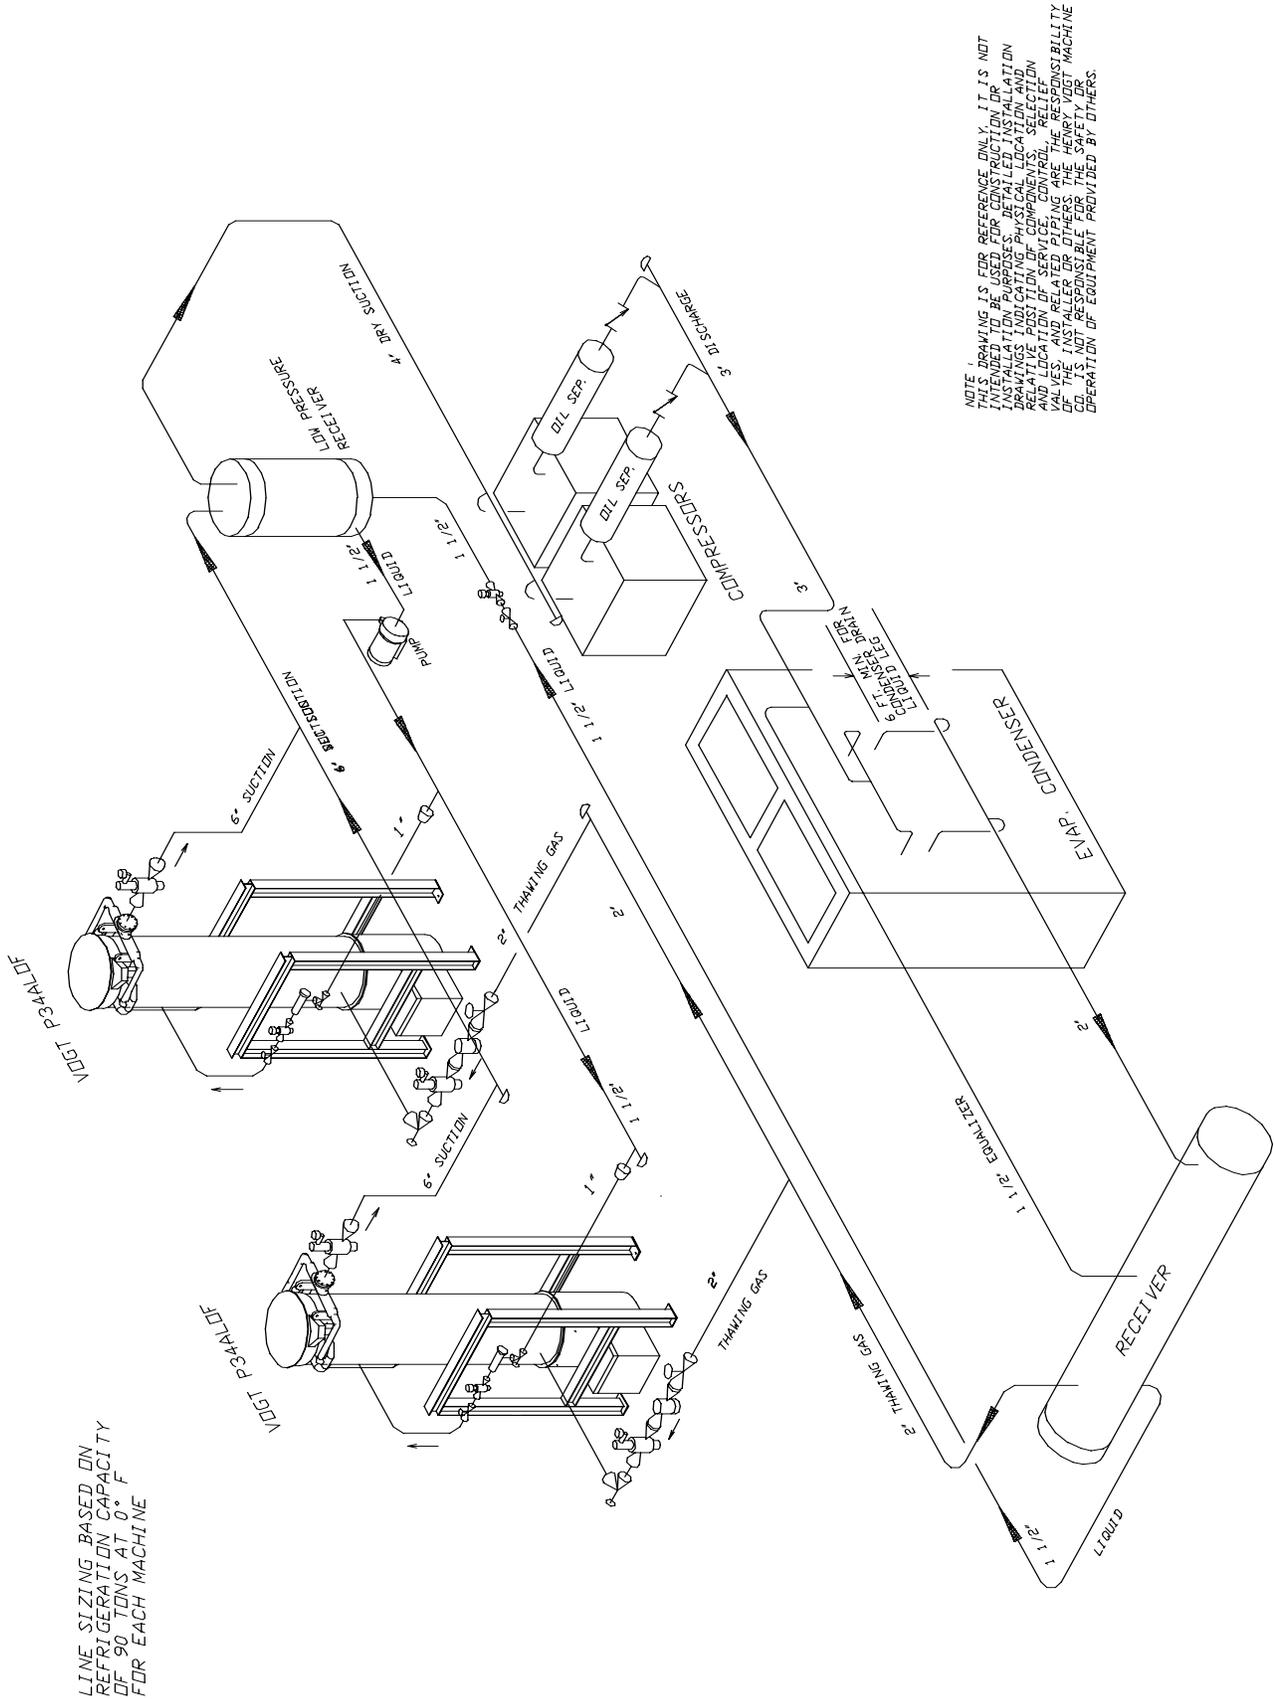 LINE SIZING BASED ON
REFRIGERATION CAPACITY
OF 90 TONS AT 0° F
FOR EACH MACHINE
VOGT P34ALOF
VOGT P34ALOF
6" SUCTION
6" SUCTION
LOW PRESSURE
RECEIVER
4" DRY SUCTION
1 1/2"
LIQUID
PUMP
1 1/2"
1"
1"
LIQUID
1 1/2"
THAWING GAS
2"
2"
THAWING GAS
2"
2" THAWING GAS
1 1/2" LIQUID
1 1/2" LIQUID
OIL SEP.
OIL SEP.
COMPRESSORS
3" DISCHARGE
3"
6 FT. MIN. FOR
CONDENSER DRAIN
LIQUID LEG
EVAP. CONDENSER
2"
1 1/2" EQUALIZER
RECEIVER
1 1/2"
LIQUID
NOTE:
THIS DRAWING IS FOR REFERENCE ONLY. IT IS NOT
INTENDED TO BE USED FOR CONSTRUCTION OR
INSTALLATION PURPOSES. DETAILED INSTALLATION
DRAWINGS INDICATING PHYSICAL LOCATION AND
RELATIVE POSITION OF COMPONENTS, SELECTION
AND LOCATION OF SERVICE, CONTROL, RELIEF
VALVES, AND RELATED PIPING ARE THE RESPONSIBILITY
OF THE INSTALLER OR OTHERS. THE HENRY VOGT MACHINE
CO. IS NOT RESPONSIBLE FOR THE SAFETY OR
OPERATION OF EQUIPMENT PROVIDED BY OTHERS.